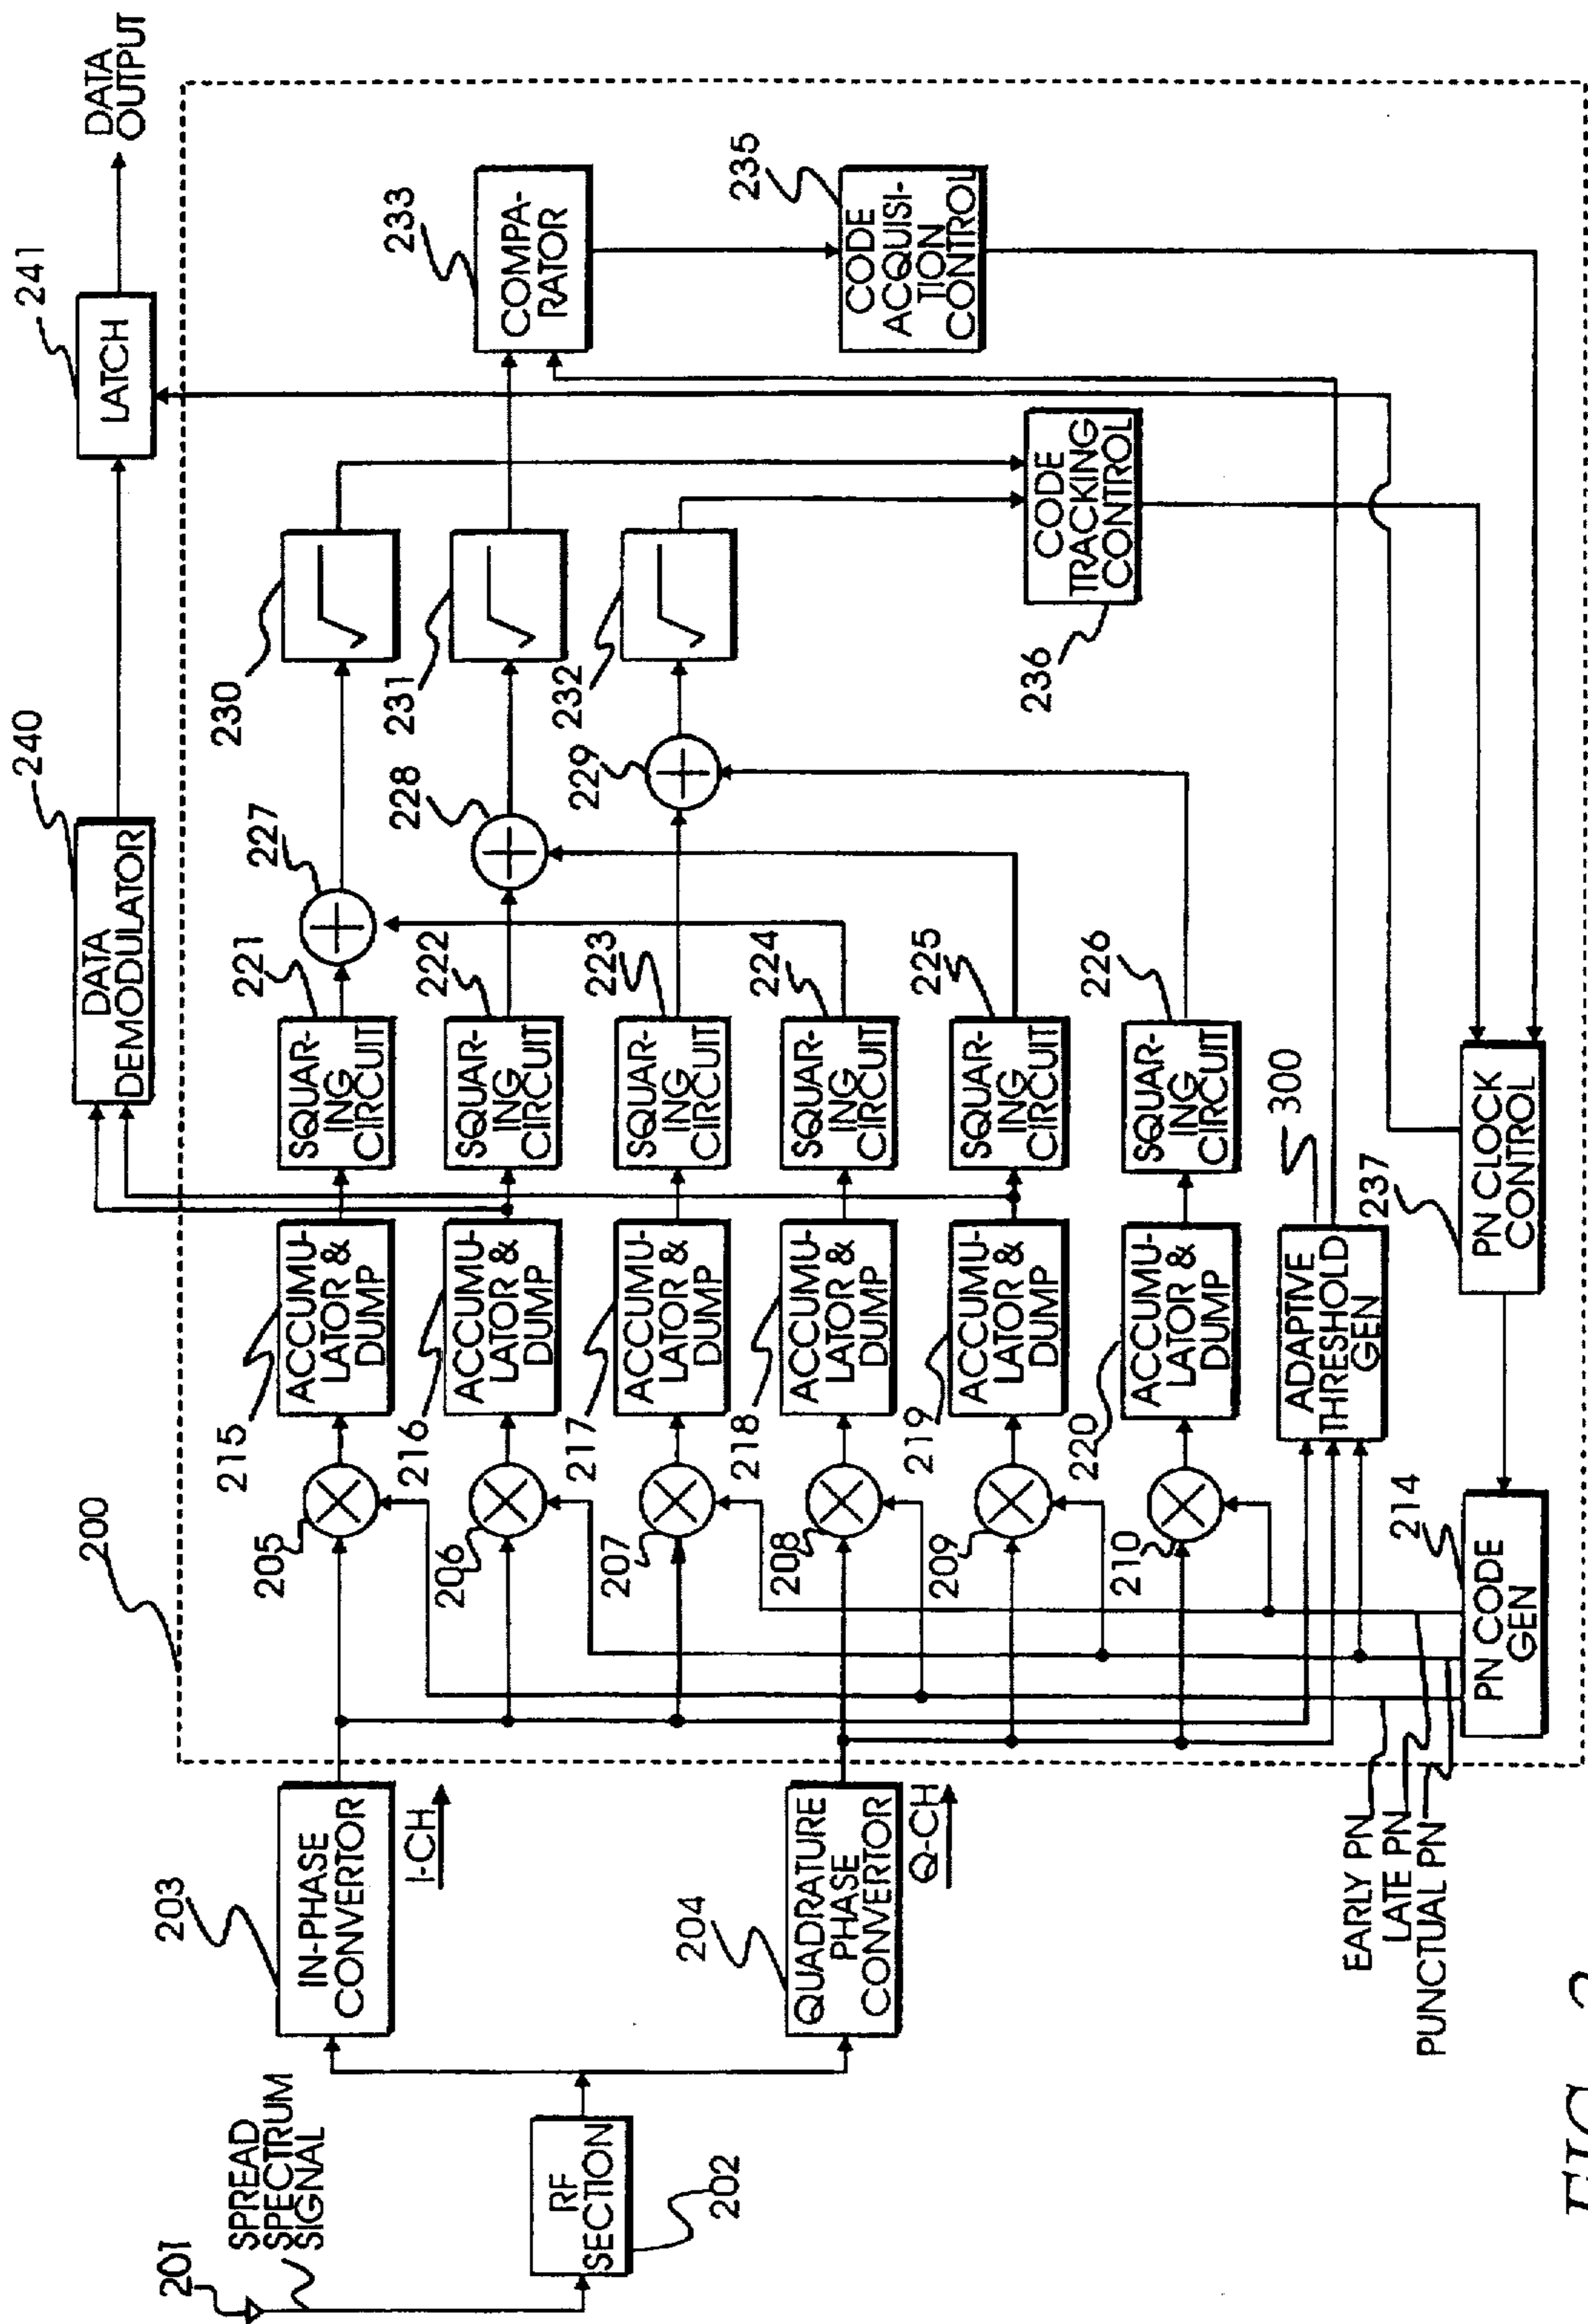 201
SPREAD
SPECTRUM
SIGNAL
RF
SECTION
202
203
IN-PHASE
CONVERTOR
I-CH
204
QUADRATURE
PHASE
CONVERTOR
Q-CH
EARLY PN
LATE PN
PUNCTUAL PN
200
205
206
207
208
209
210
PN CODE
GEN
214
215
ACCUMU-
LATOR &
DUMP
216
ACCUMU-
LATOR &
DUMP
217
ACCUMU-
LATOR &
DUMP
218
ACCUMU-
LATOR &
DUMP
219
ACCUMU-
LATOR &
DUMP
220
ACCUMU-
LATOR &
DUMP
ADAPTIVE
THRESHOLD
GEN
300
PN CLOCK
CONTROL
237
221
SQUAR-
ING
CIRCUIT
222
SQUAR-
ING
CIRCUIT
223
SQUAR-
ING
CIRCUIT
224
SQUAR-
ING
CIRCUIT
225
SQUAR-
ING
CIRCUIT
226
SQUAR-
ING
CIRCUIT
227
228
229
230
231
232
DATA
DEMODULATOR
240
LATCH
241
DATA
OUTPUT
COMPA-
RATOR
233
CODE
ACQUISI-
TION
CONTROL
235
CODE
TRACKING
CONTROL
236
FIG. 2